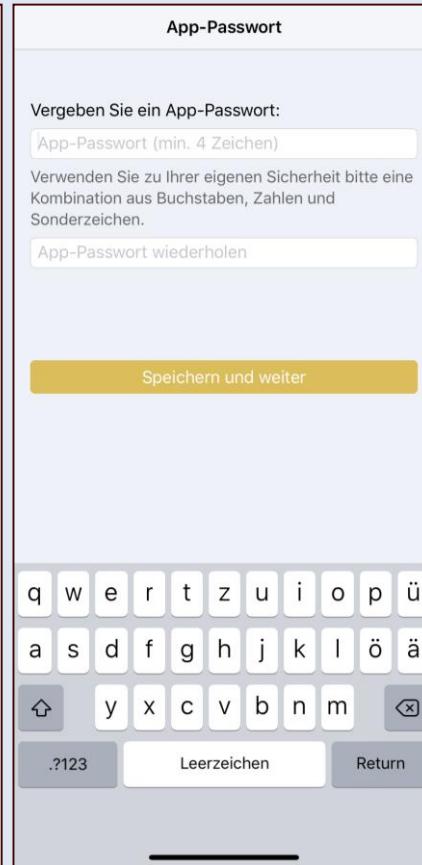 App-Passwort
Vergeben Sie ein App-Passwort:
App-Passwort (min. 4 Zeichen)
Verwenden Sie zu Ihrer eigenen Sicherheit bitte eine
Kombination aus Buchstaben, Zahlen und
Sonderzeichen.
App-Passwort wiederholen
Speichern und weiter
q w e r t z u i o p ü
a s d f g h j k l ö ä
y x c v b n m
.?123 Leerzeichen Return